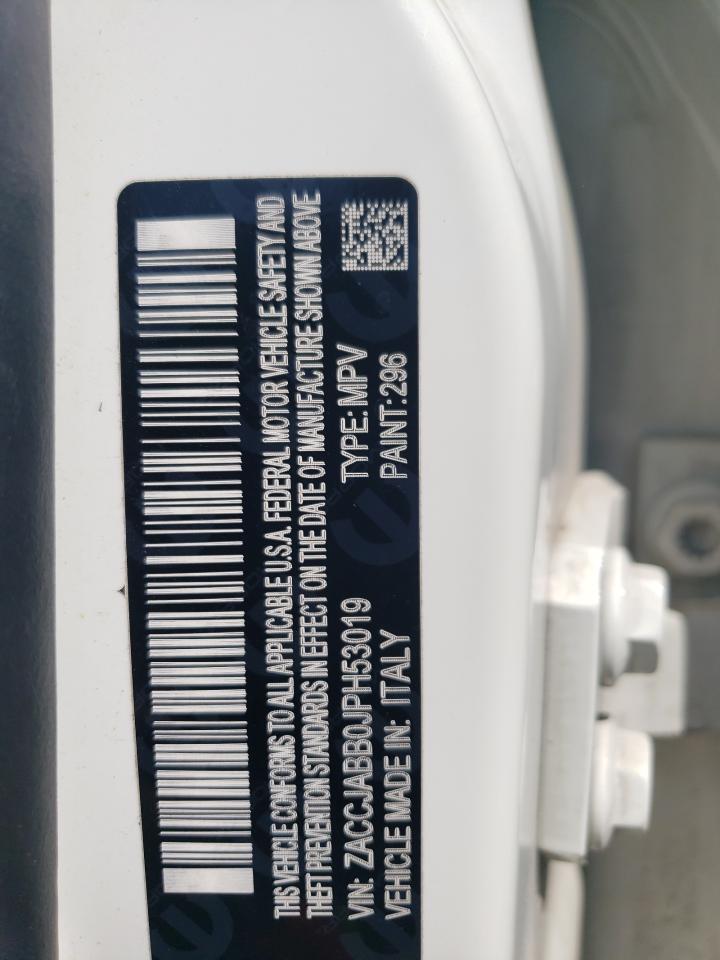 THIS VEHICLE CONFORMS TO ALL APPLICABLE U.S.A. FEDERAL MOTOR VEHICLE SAFETY AND
THEFT PREVENTION STANDARDS IN EFFECT ON THE DATE OF MANUFACTURE SHOWN ABOVE
VIN: ZACCJABB0JPH53019 TYPE: MPV
VEHICLE MADE IN: ITALY PAINT: 296